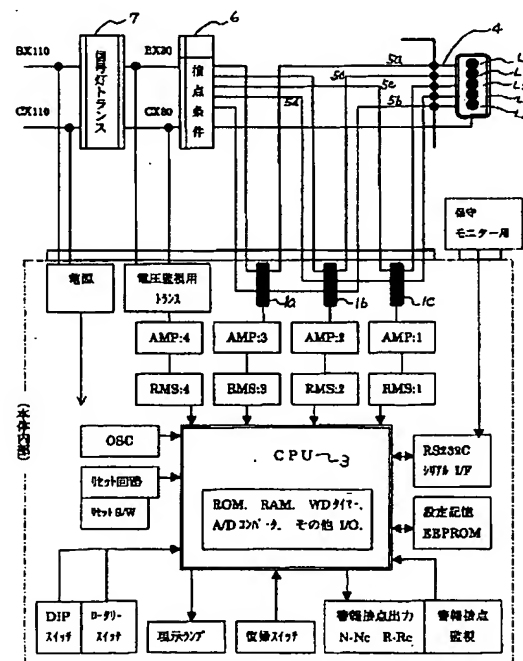 7
6
4
BX110
BX80
CX110
CX80
信号灯トランス
接点条件
5a
5c
5e
5d
5b
L
L
L
L
L
保守
モニター用
電源
電圧監視用
トランス
1a
1b
1c
AMP:4
AMP:3
AMP:2
AMP:1
RMS:4
RMS:3
RMS:2
RMS:1
(本体内部)
OSC
リセット回路
リセットS/W
CPU 3
ROM. RAM. WDタイマー.
A/Dコンバータ. その他 I/O.
RS232C
シリアル I/F
設定記憶
EEPROM
DIP
スイッチ
ロータリー
スイッチ
現示ランプ
復帰スイッチ
警報接点出力
N-Nc R-Rc
警報接点
監視